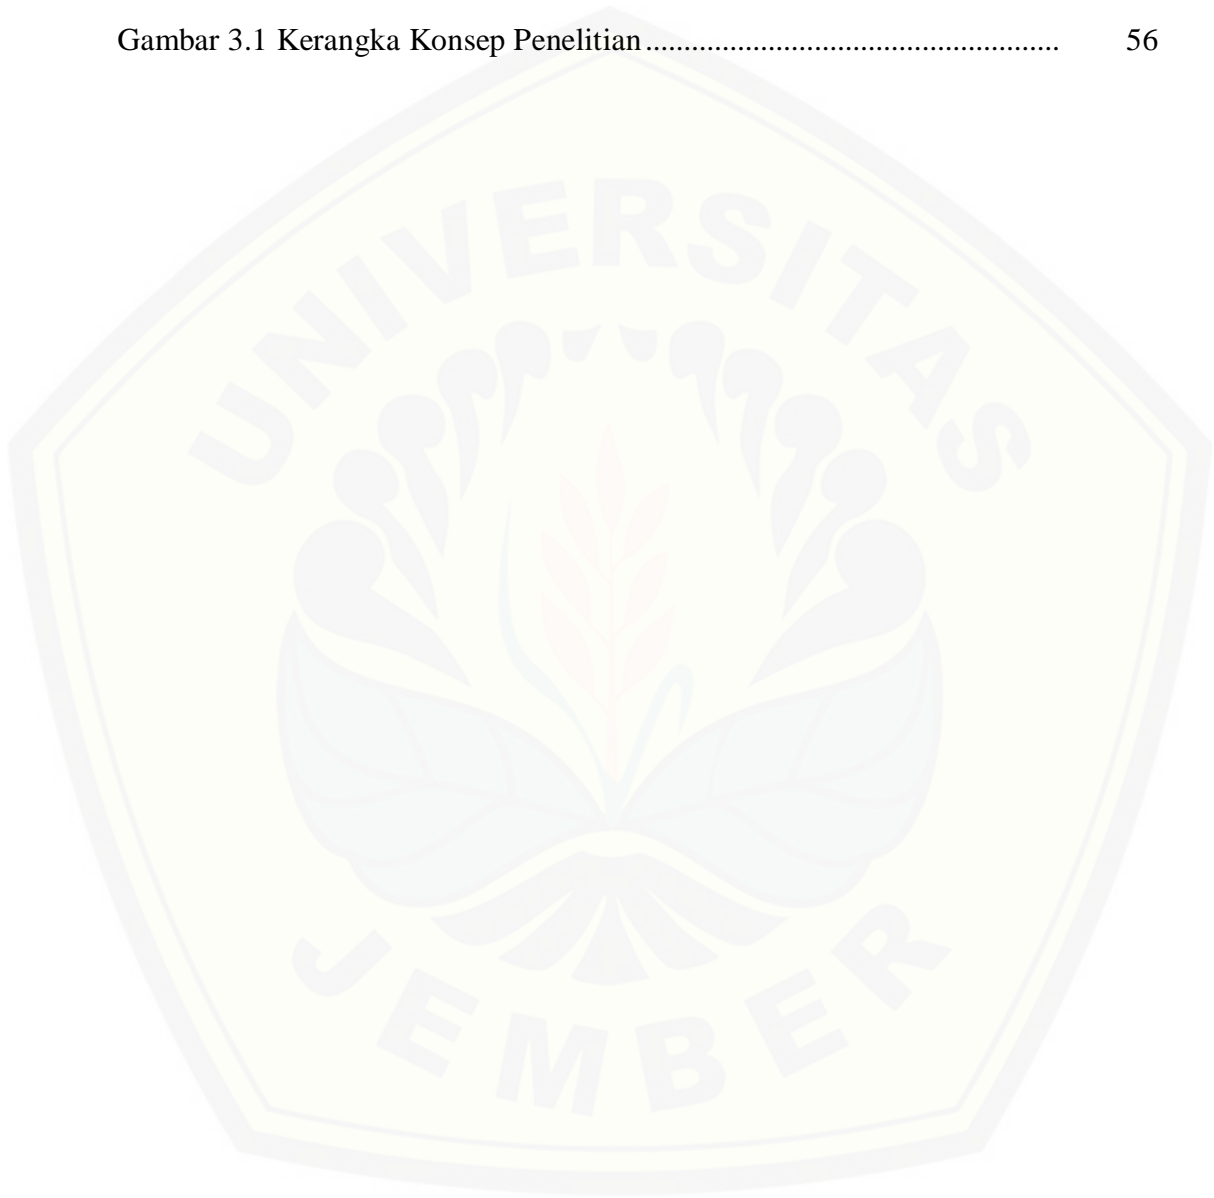 Gambar 3.1 Kerangka Konsep Penelitian...................................................... 56
UNIVERSITAS
JEMBER